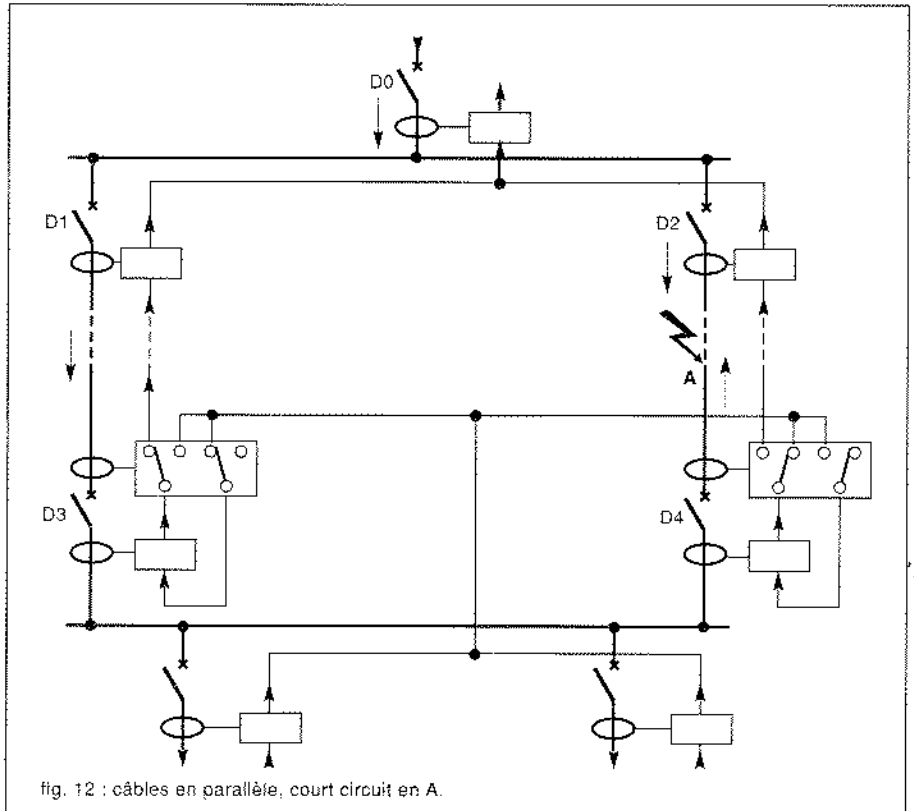 D0
D1
D2
A
D3
D4
fig. 12 : câbles en parallèle, court circuit en A.